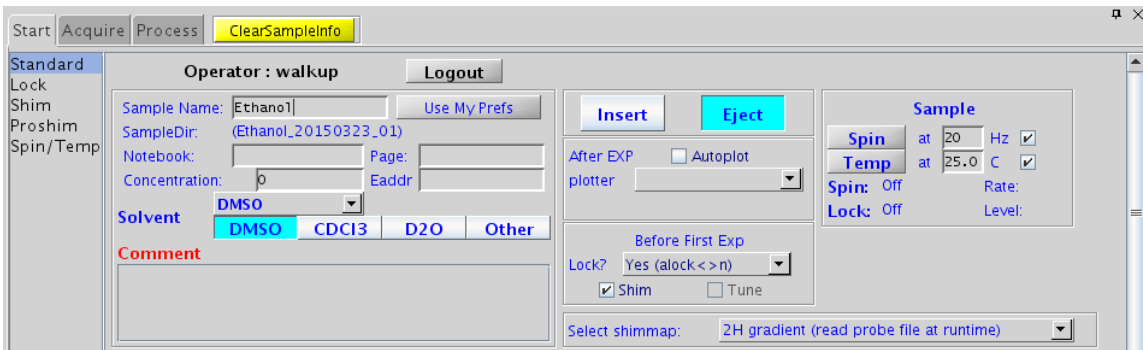 Start Acquire Process ClearSampleInfo
Standard
Lock
Shim
Proshim
Spin/Temp
Operator : walkup Logout
Sample Name: Ethanol Use My Prefs
SampleDir: (Ethanol_20150323_01)
Notebook: Page:
Concentration: 0 Eaddr
Solvent DMSO
DMSO CDCl3 D2O Other
Comment
Insert Eject
After EXP Autoplot
plotter
Before First Exp
Lock? Yes (alock<>n)
Shim Tune
Select shimmap: 2H gradient (read probe file at runtime)
Sample
Spin at 20 Hz
Temp at 25.0 C
Spin: Off Rate:
Lock: Off Level: